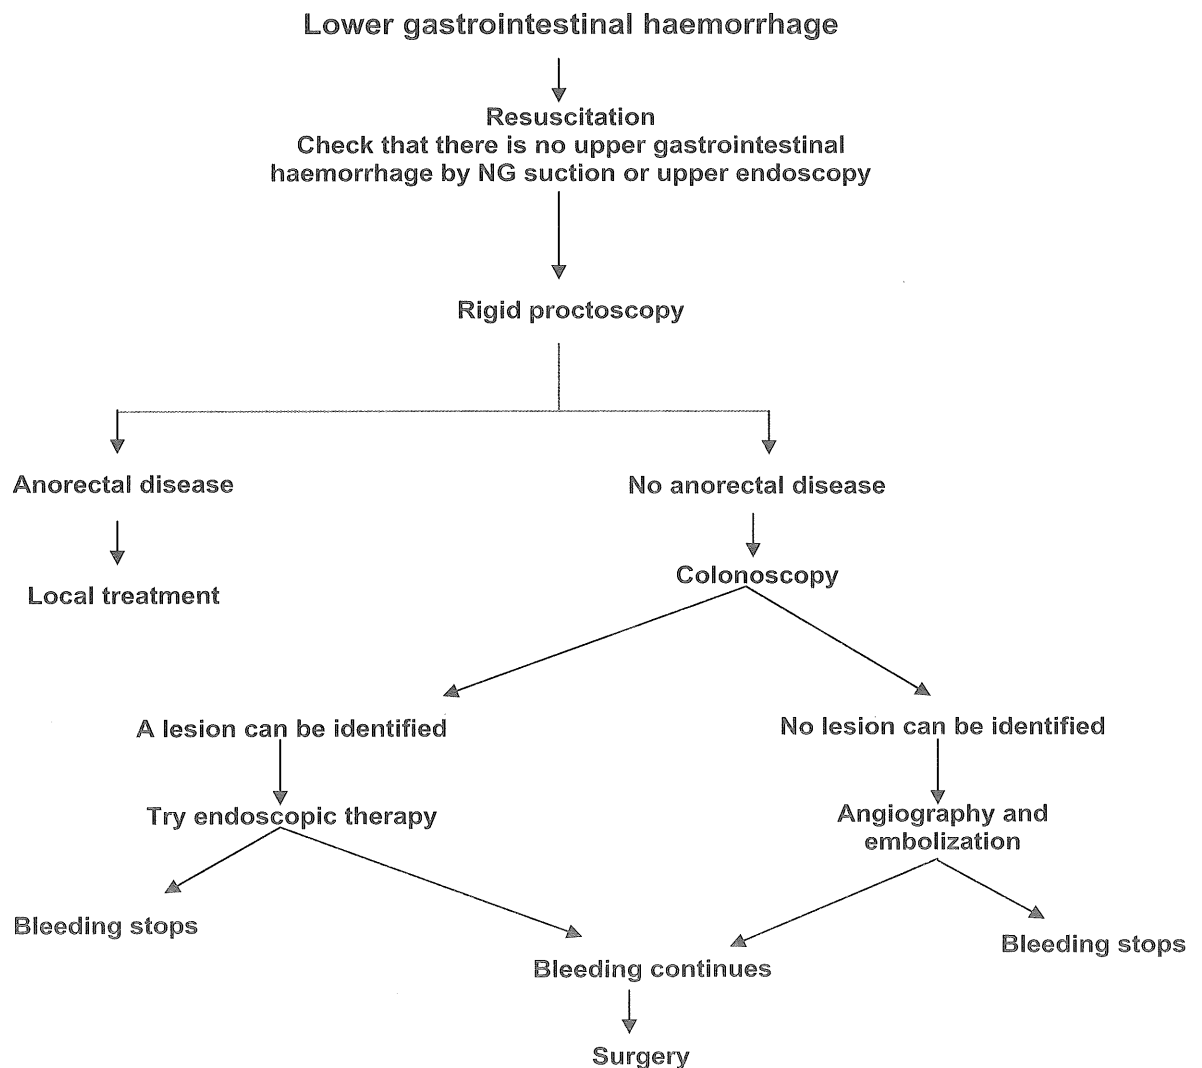 Lower gastrointestinal haemorrhage
Resuscitation
Check that there is no upper gastrointestinal
haemorrhage by NG suction or upper endoscopy
Rigid proctoscopy
Anorectal disease
No anorectal disease
Local treatment
Colonoscopy
A lesion can be identified
No lesion can be identified
Try endoscopic therapy
Angiography and
embolization
Bleeding stops
Bleeding continues
Bleeding stops
Surgery